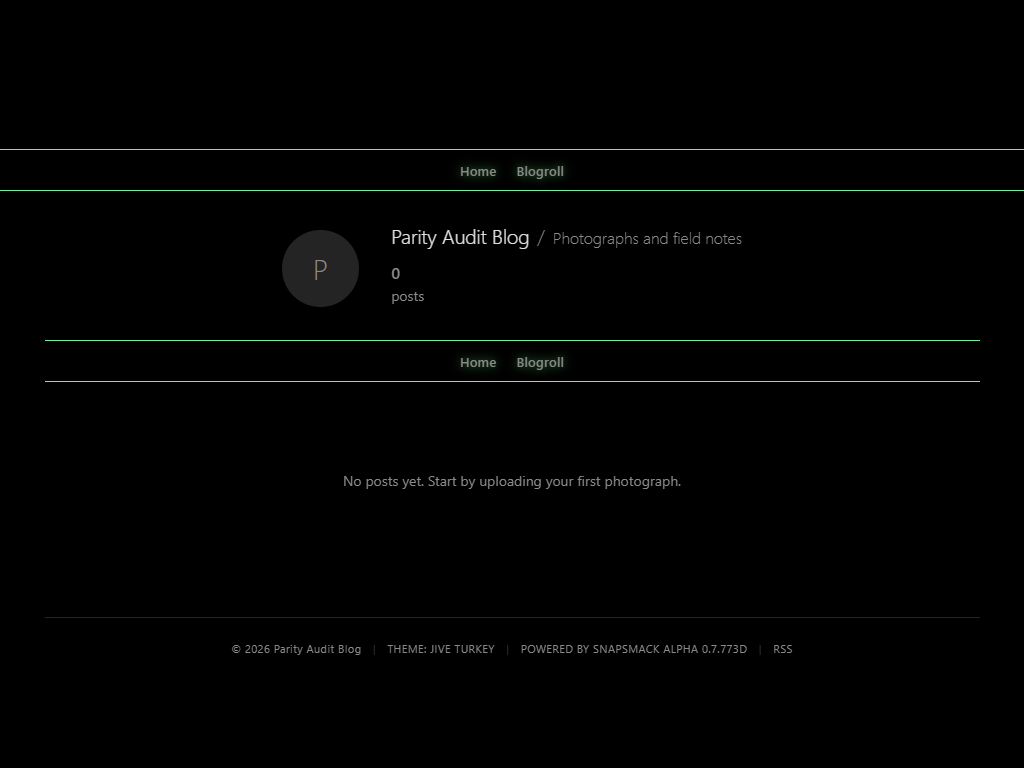 Home Blogroll
P
Parity Audit Blog / Photographs and field notes
0
posts
Home Blogroll
No posts yet. Start by uploading your first photograph.
© 2026 Parity Audit Blog | THEME: JIVE TURKEY | POWERED BY SNAPSMACK ALPHA 0.7.773D | RSS